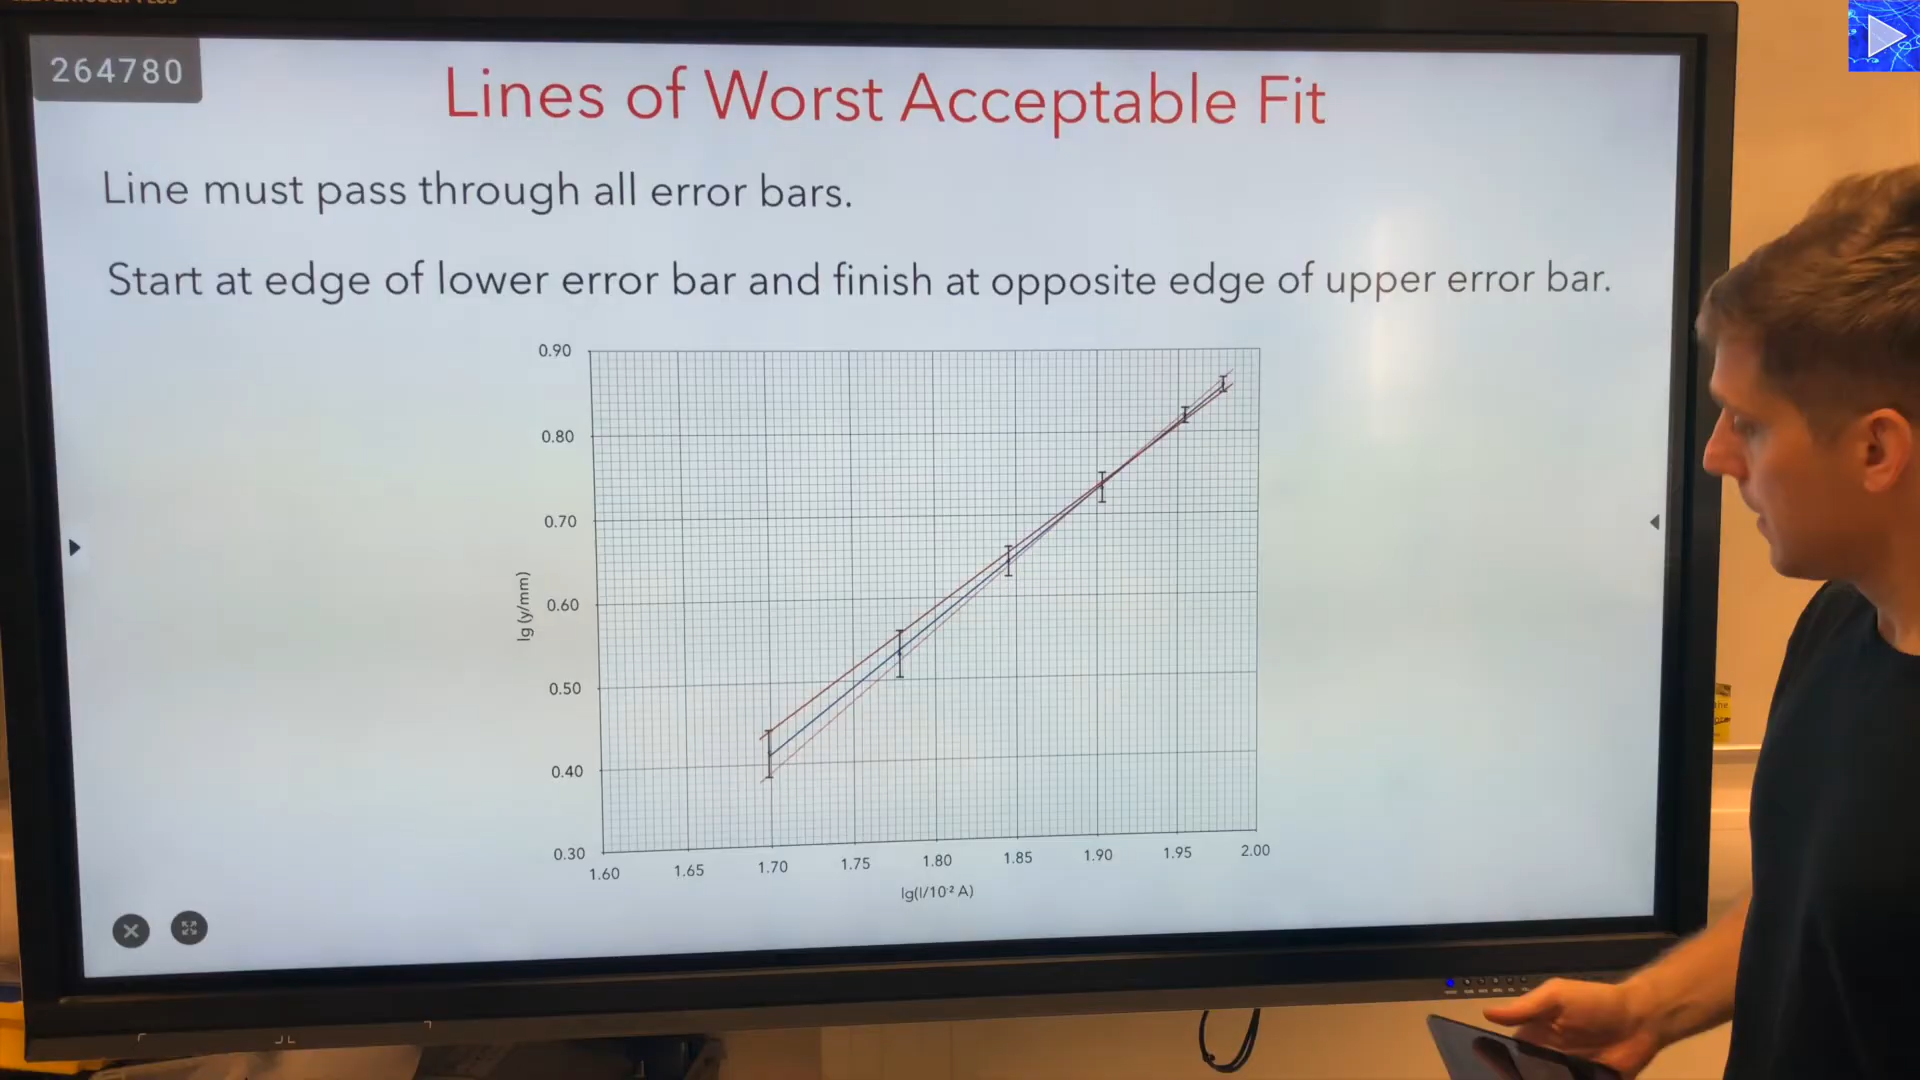 264780
Lines of Worst Acceptable Fit
Line must pass through all error bars.
Start at edge of lower error bar and finish at opposite edge of upper error bar.
0.90
0.80
0.70
0.60
0.50
0.40
0.30
lg (y/mm)
1.60 1.65 1.70 1.75 1.80 1.85 1.90 1.95 2.00
lg(I/10⁻² A)
the